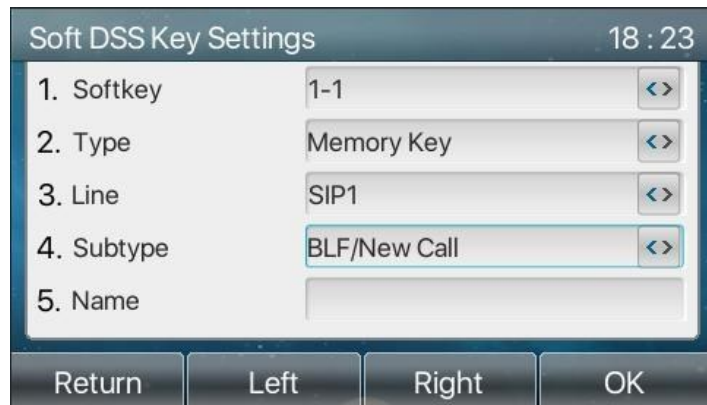 Soft DSS Key Settings 18 : 23
1. Softkey 1-1 <>
2. Type Memory Key <>
3. Line SIP1 <>
4. Subtype BLF/New Call <>
5. Name
Return Left Right OK